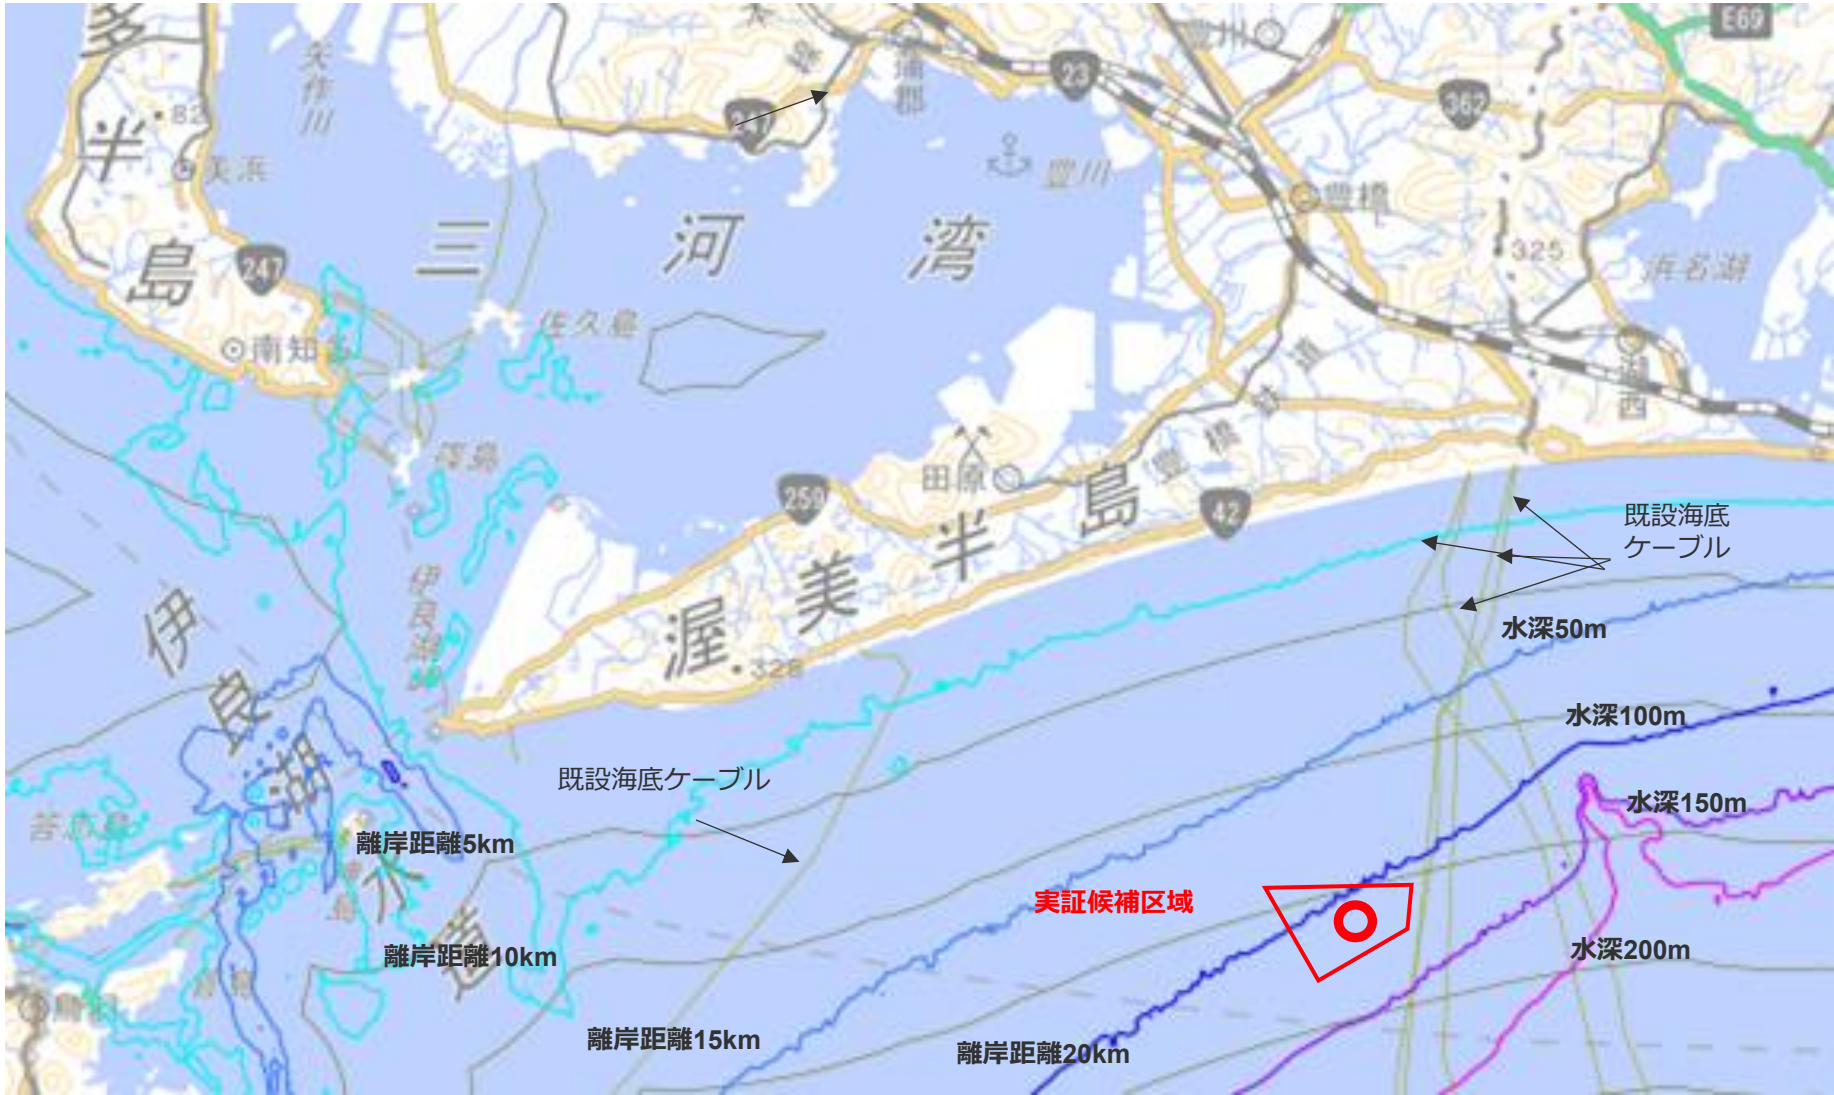 多
半
島
矢作川
82
美浜
247
南知多
三河湾
佐久島
篠島
247
蒲郡
23
豊川
豊川
362
E69
豊橋
325
浜名湖
湖西
豊橋鉄道
田原
259
42
渥美半島
328
伊良湖岬
伊良湖水道
答志島
神島
鳥羽
既設海底
ケーブル
水深50m
水深100m
水深150m
水深200m
既設海底ケーブル
離岸距離5km
離岸距離10km
離岸距離15km
離岸距離20km
実証候補区域